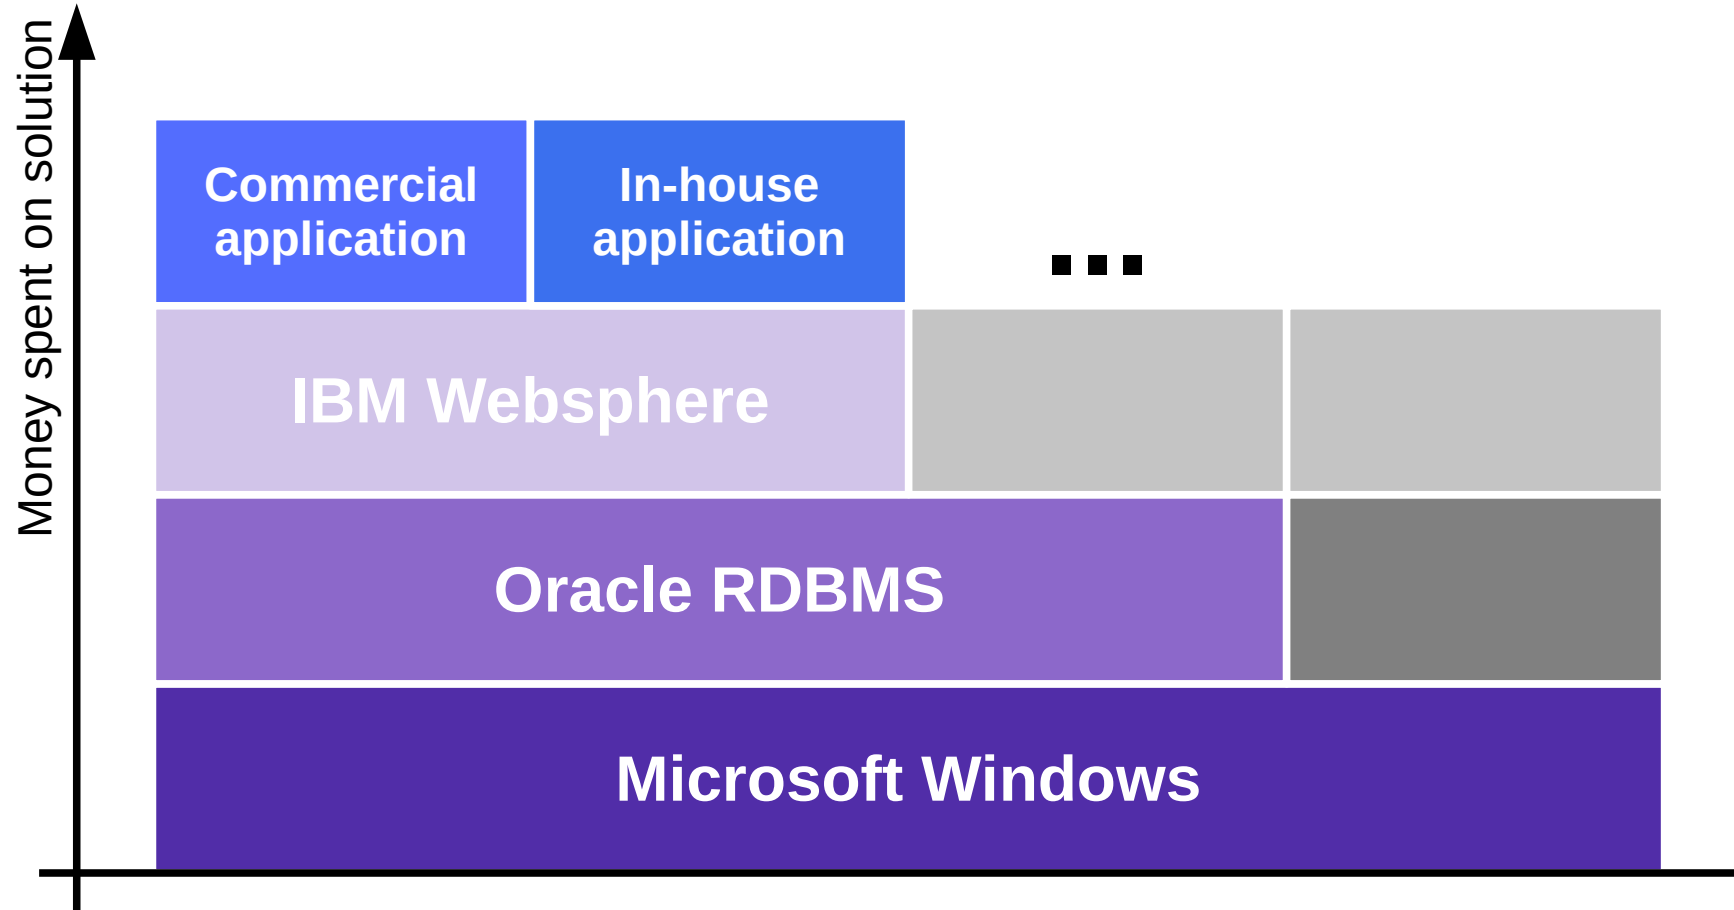 Money spent on solution
Commercial
application
In-house
application
...
IBM Websphere
Oracle RDBMS
Microsoft Windows